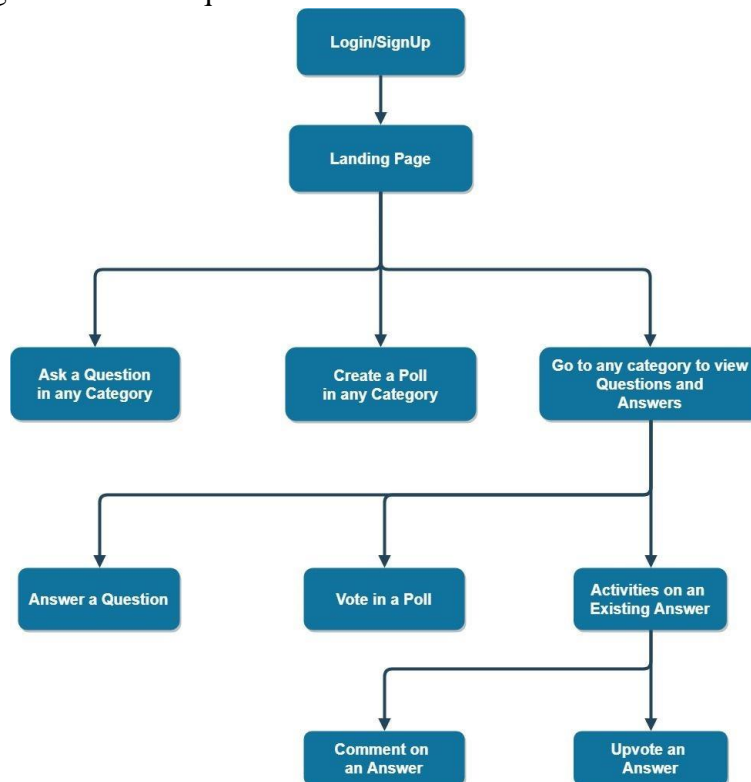 Login/SignUp
Landing Page
Ask a Question
in any Category
Create a Poll
in any Category
Go to any category to view
Questions and
Answers
Answer a Question
Vote in a Poll
Activities on an
Existing Answer
Comment on
an Answer
Upvote an
Answer